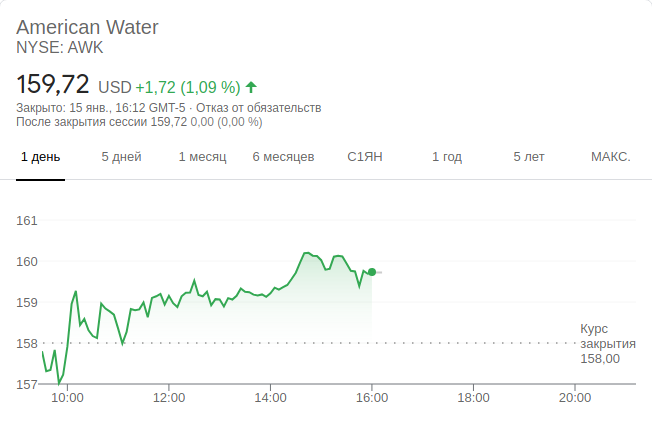 American Water
NYSE: AWK
159,72 USD +1,72 (1,09 %)
Закрыто: 15 янв., 16:12 GMT-5 · Отказ от обязательств
После закрытия сессии 159,72 0,00 (0,00 %)
1 день 5 дней 1 месяц 6 месяцев С1ЯН 1 год 5 лет МАКС.
161
160
159
158
157
Курс
закрытия
158,00
10:00 12:00 14:00 16:00 18:00 20:00